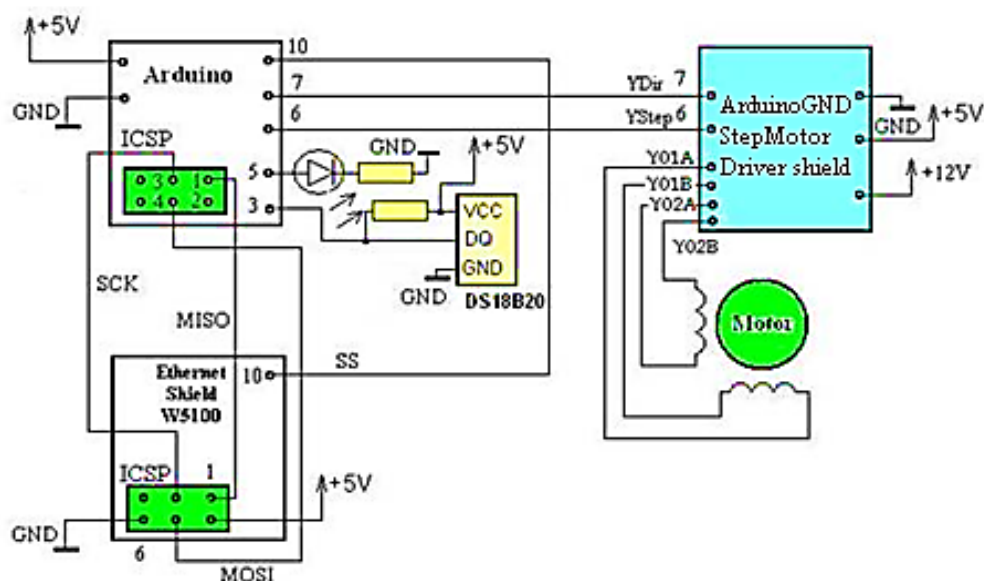 +5V
Arduino
GND
ICSP
3 1
4 2
10
7
6
5
3
GND
+5V
VCC
DQ
GND
GND
DS18B20
SCK
MISO
SS
Ethernet
Shield
W5100
10
ICSP
1
+5V
GND
6
MOSI
YDir 7
YStep 6
Y01A
Y01B
Y02A
Y02B
ArduinoGND
StepMotor
Driver shield
GND
+5V
+12V
Motor